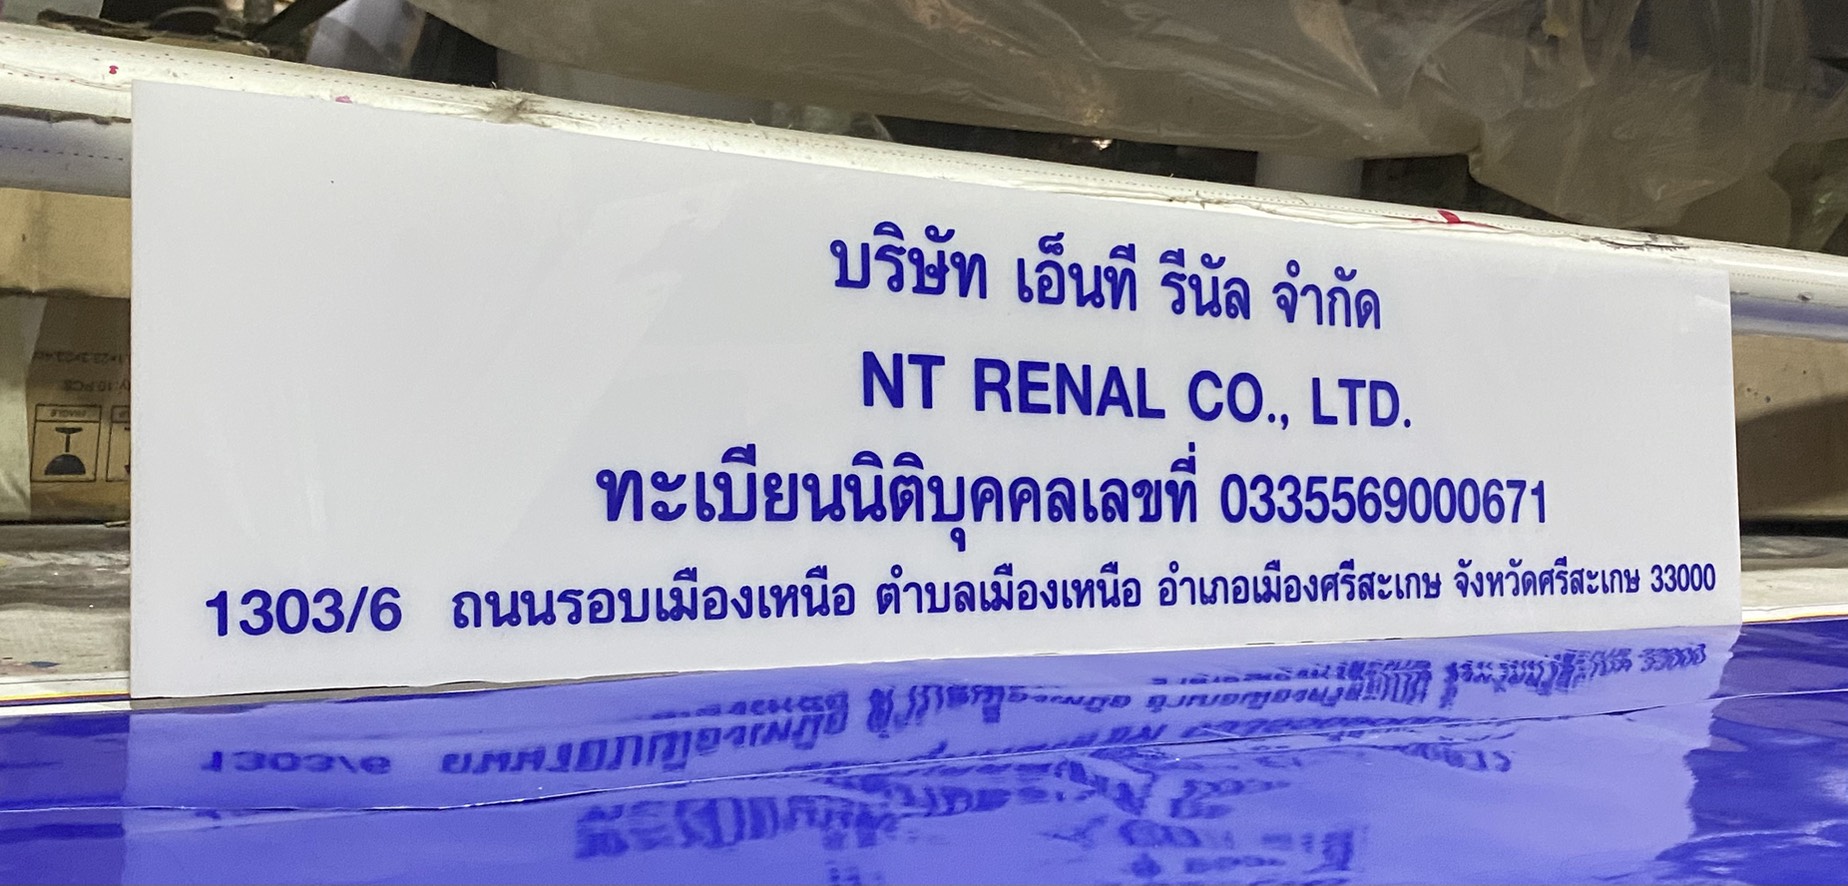 บริษัท เอ็นที รีนัล จำกัด
NT RENAL CO., LTD.
ทะเบียนนิติบุคคลเลขที่ 0335569000671
1303/6 ถนนรอบเมืองเหนือ ตำบลเมืองเหนือ อำเภอเมืองศรีสะเกษ จังหวัดศรีสะเกษ 33000